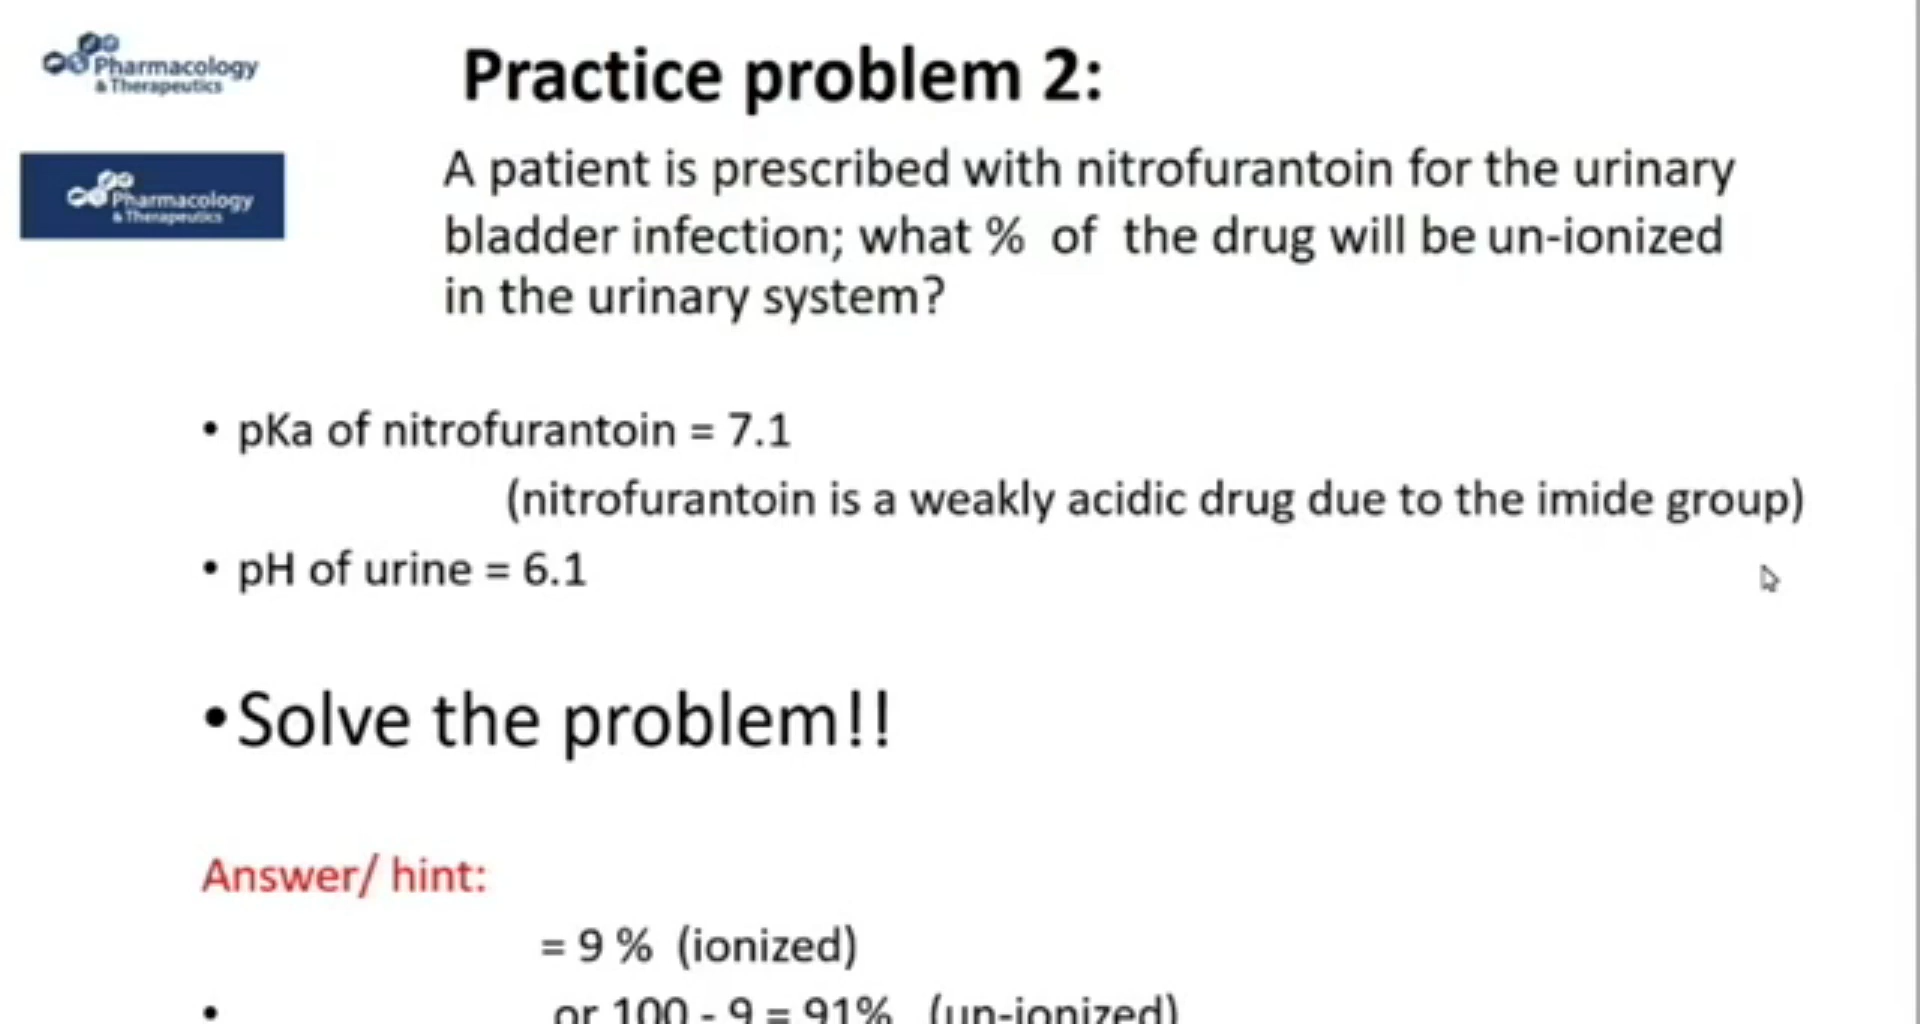 Pharmacology
& Therapeutics
Practice problem 2:
Pharmacology
& Therapeutics
A patient is prescribed with nitrofurantoin for the urinary
bladder infection; what % of the drug will be un-ionized
in the urinary system?
• pKa of nitrofurantoin = 7.1
(nitrofurantoin is a weakly acidic drug due to the imide group)
• pH of urine = 6.1
• Solve the problem!!
Answer/ hint:
= 9 % (ionized)
• or 100 - 9 = 91% (un-ionized)